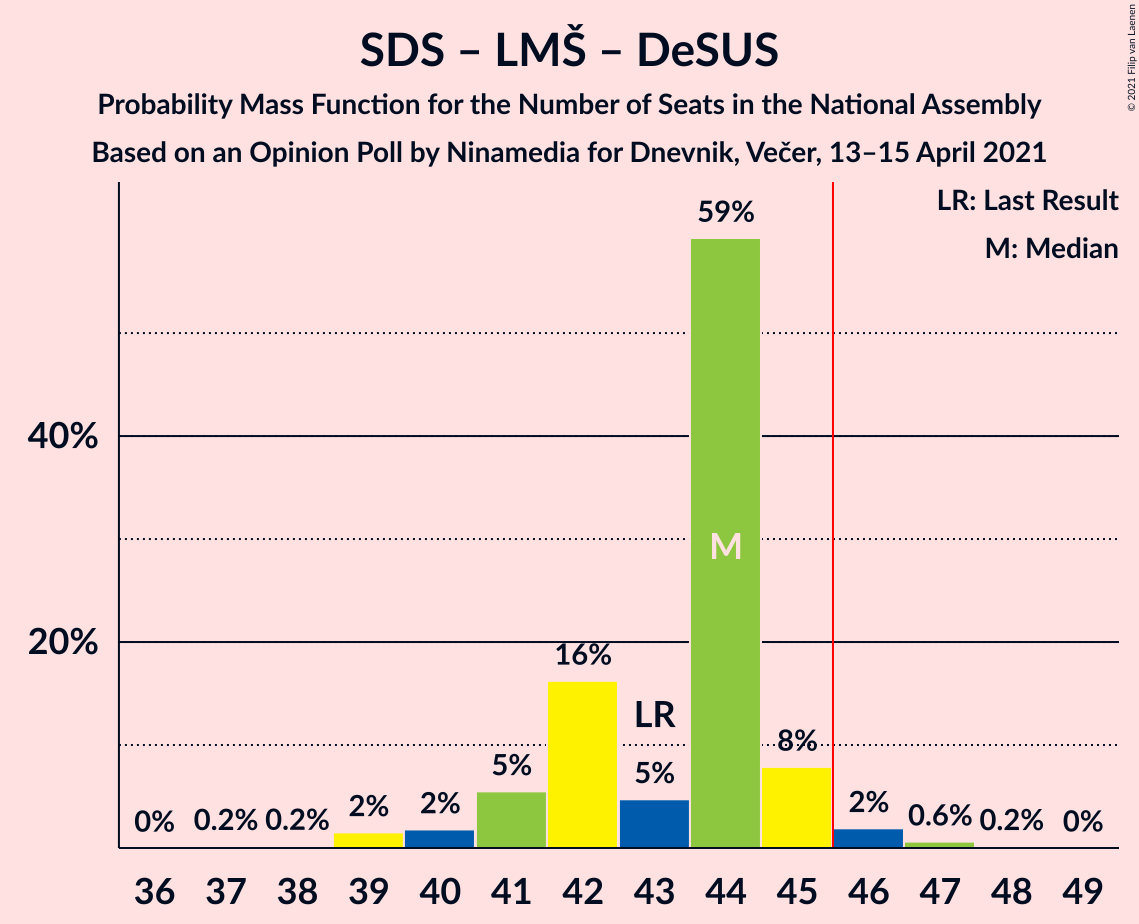 SDS – LMŠ – DeSUS
Probability Mass Function for the Number of Seats in the National Assembly
Based on an Opinion Poll by Ninamedia for Dnevnik, Večer, 13–15 April 2021
© 2021 Filip van Laenen
LR: Last Result
M: Median
59%
40%
M
20%
16%
LR
8%
5%
5%
0% 0.2% 0.2% 2% 2% 2% 0.6% 0.2% 0%
36 37 38 39 40 41 42 43 44 45 46 47 48 49